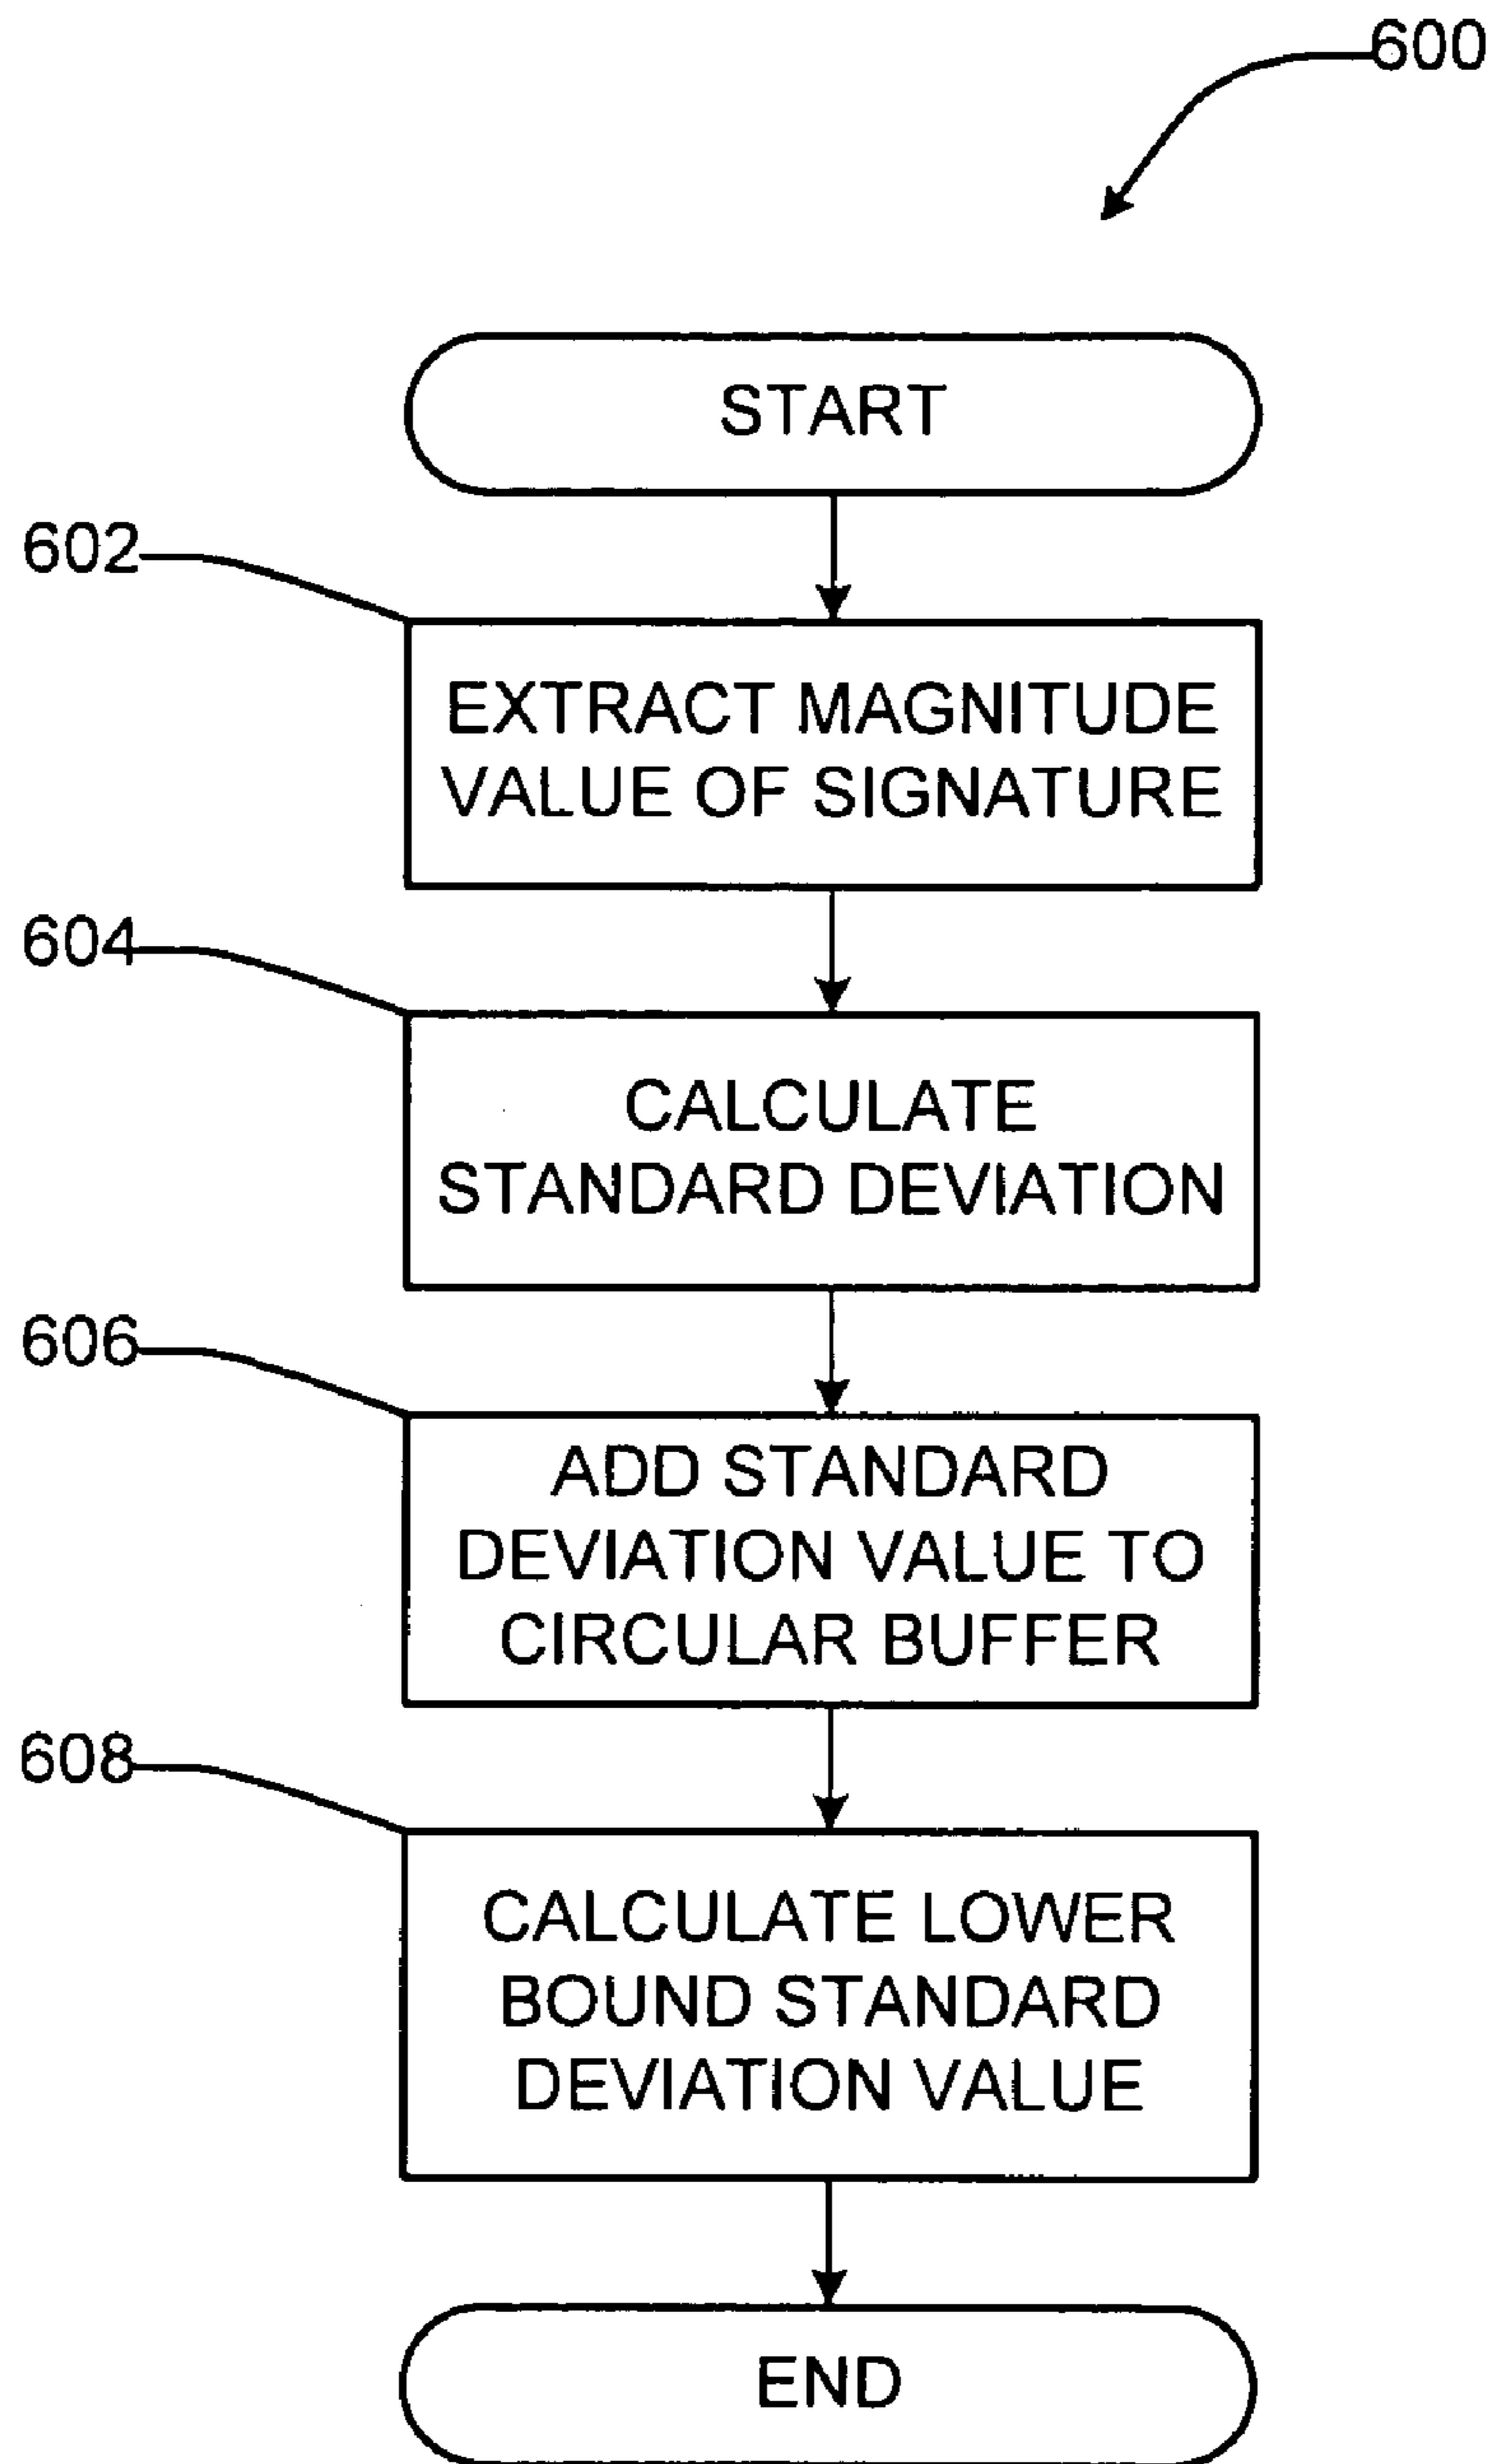 600
START
602
EXTRACT MAGNITUDE
VALUE OF SIGNATURE
604
CALCULATE
STANDARD DEVIATION
606
ADD STANDARD
DEVIATION VALUE TO
CIRCULAR BUFFER
608
CALCULATE LOWER
BOUND STANDARD
DEVIATION VALUE
END